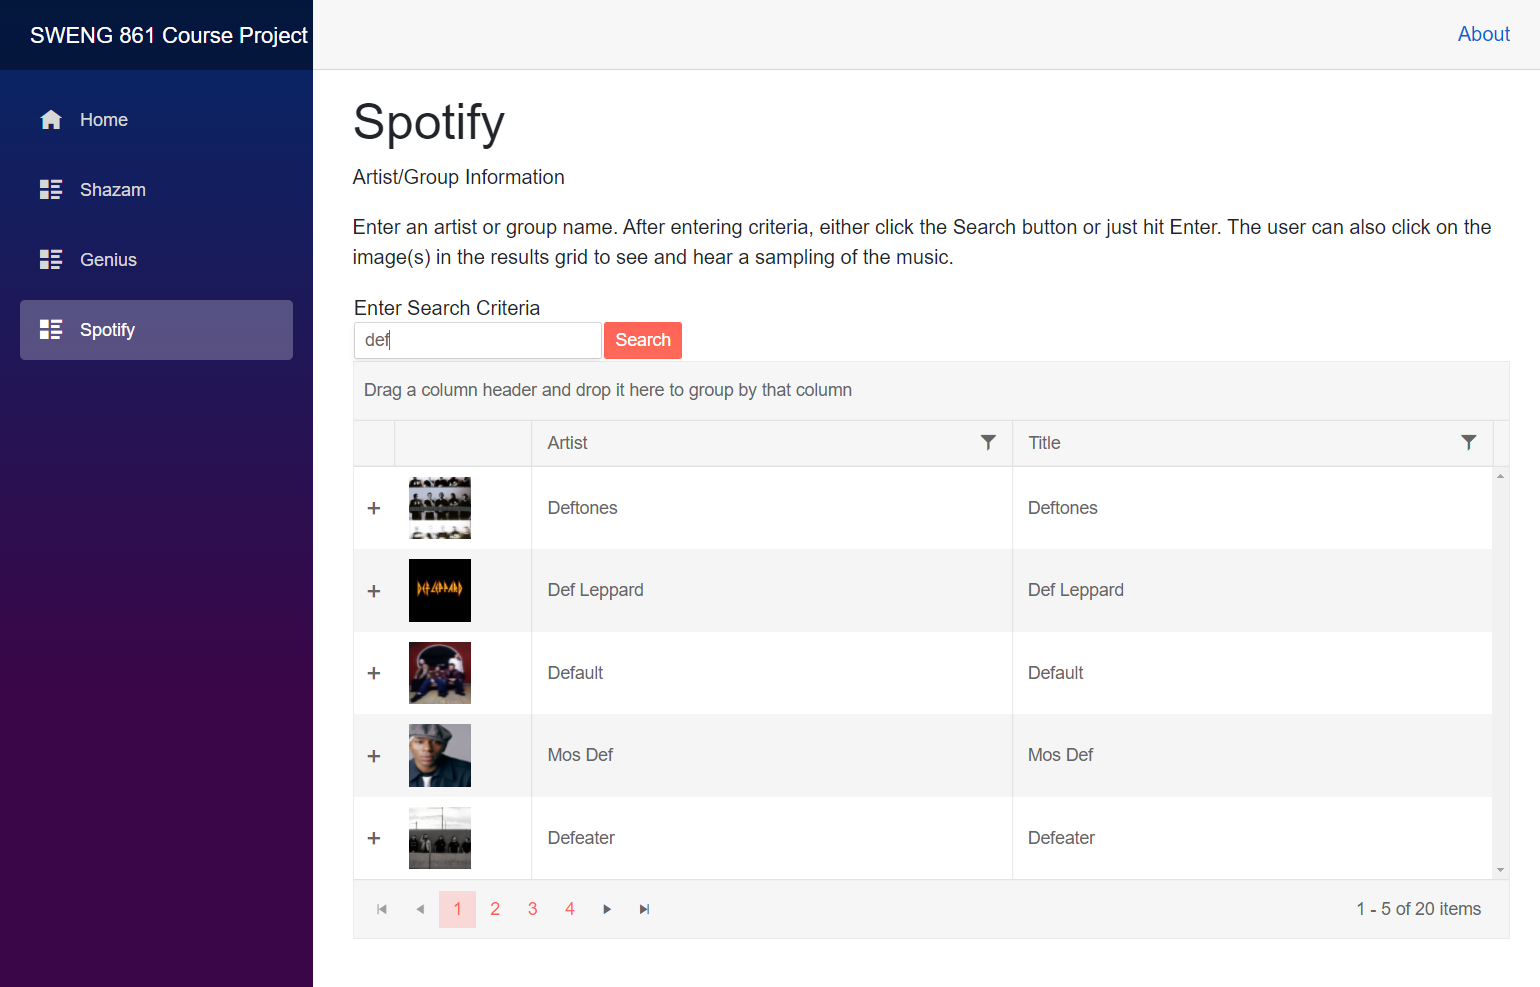 SWENG 861 Course Project
About
Home
Shazam
Genius
Spotify
Spotify
Artist/Group Information
Enter an artist or group name. After entering criteria, either click the Search button or just hit Enter. The user can also click on the
image(s) in the results grid to see and hear a sampling of the music.
Enter Search Criteria
def Search
Drag a column header and drop it here to group by that column
Artist Title
Deftones Deftones
DEF LEPPARD Def Leppard Def Leppard
Default Default
Mos Def Mos Def
Defeater Defeater
1 2 3 4 1 - 5 of 20 items